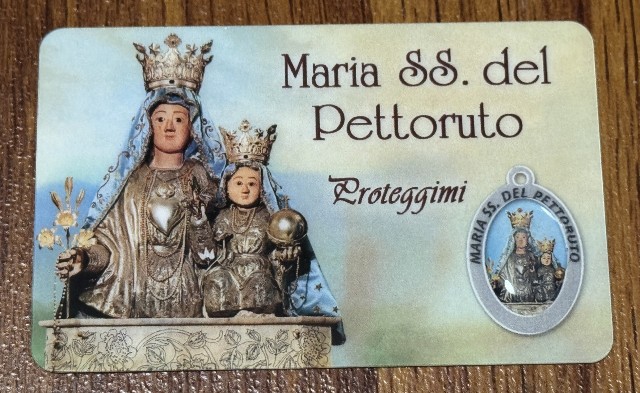 Maria SS. del
Pettoruto
Proteggimi
MARIA SS. DEL PETTORUTO